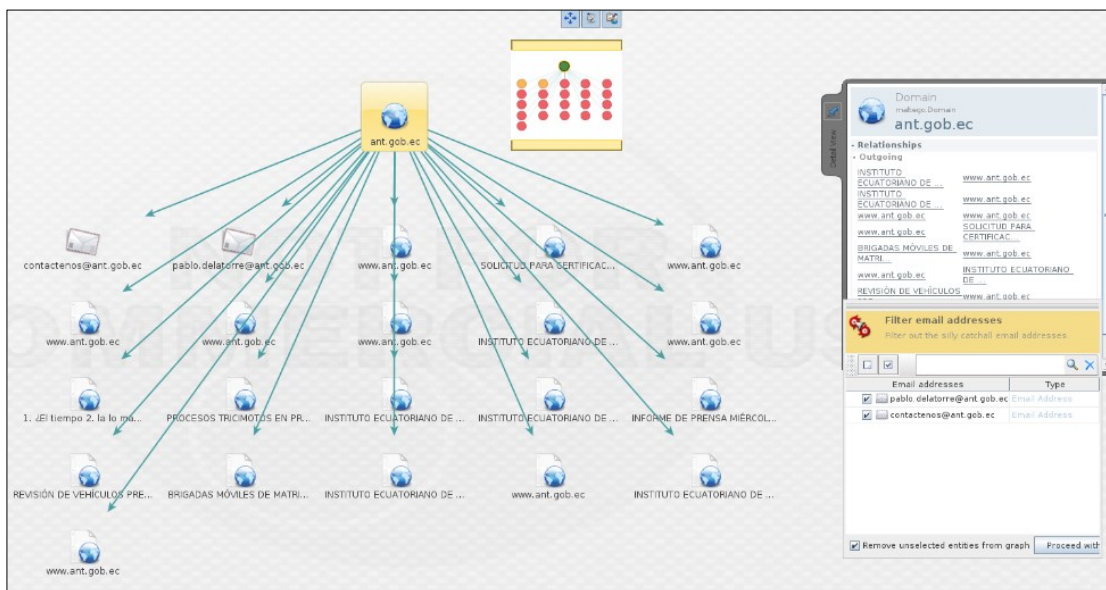 ant.gob.ec
contactenos@ant.gob.ec
pablo.delatorre@ant.gob.ec
www.ant.gob.ec
SOLICITUD PARA CERTIFICAC...
www.ant.gob.ec
www.ant.gob.ec
www.ant.gob.ec
www.ant.gob.ec
INSTITUTO ECUATORIANO DE ...
www.ant.gob.ec
1. ¿El tiempo 2. la lo ma...
PROCESOS TRICIMOTOS EN PR...
INSTITUTO ECUATORIANO DE ...
INSTITUTO ECUATORIANO DE ...
INFORME DE PRENSA MIÉRCOL...
REVISIÓN DE VEHÍCULOS PRE...
BRIGADAS MÓVILES DE MATRI...
INSTITUTO ECUATORIANO DE ...
www.ant.gob.ec
INSTITUTO ECUATORIANO DE ...
www.ant.gob.ec
Detail View
Domain
maltego.Domain
ant.gob.ec
- Relationships
- Outgoing
INSTITUTO
ECUATORIANO DE ...
www.ant.gob.ec
INSTITUTO
ECUATORIANO DE ...
www.ant.gob.ec
www.ant.gob.ec
www.ant.gob.ec
www.ant.gob.ec
SOLICITUD PARA
CERTIFICAC...
BRIGADAS MÓVILES DE
MATRI...
www.ant.gob.ec
www.ant.gob.ec
INSTITUTO ECUATORIANO
DE ...
REVISIÓN DE VEHÍCULOS
www.ant.gob.ec
Filter email addresses
Filter out the silly catchall email addresses.
Email addresses
Type
pablo.delatorre@ant.gob.ec
Email Address
contactenos@ant.gob.ec
Email Address
Remove unselected entities from graph
Proceed with